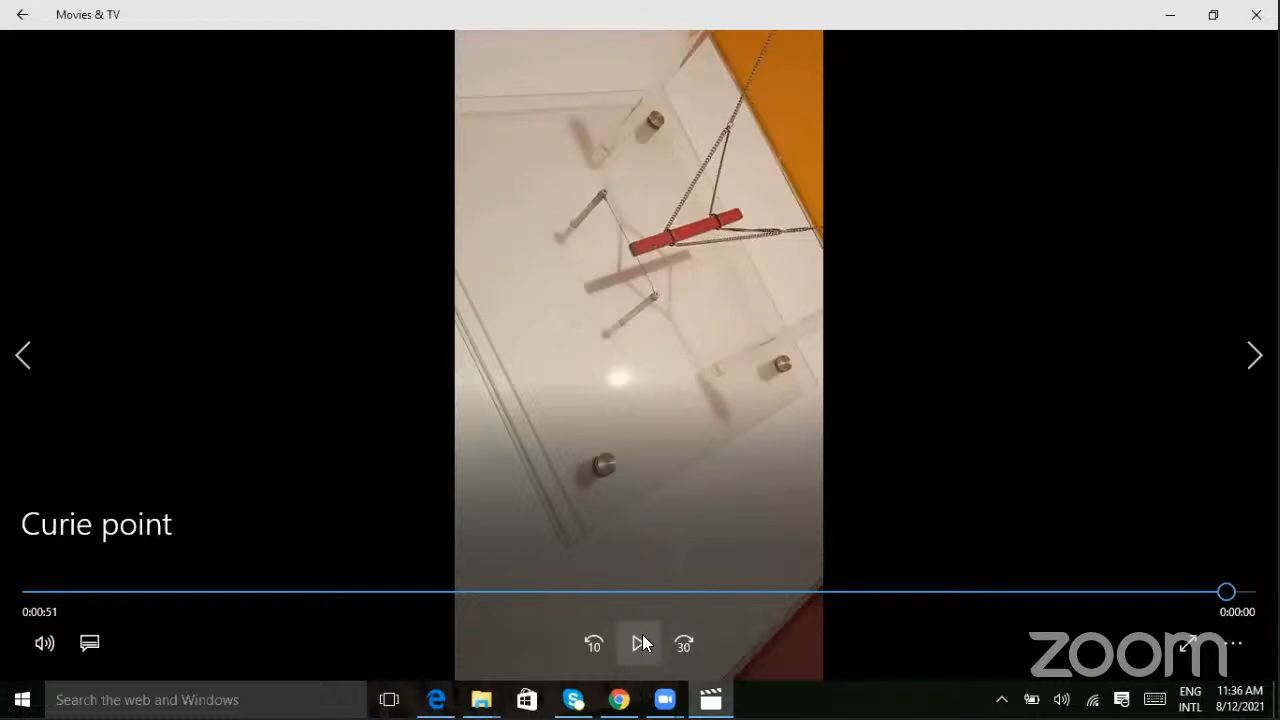 Movies & TV
Curie point
0:00:51
0:00:00
10
30
zoom
Search the web and Windows
ENG
INTL
11:36 AM
8/12/2021